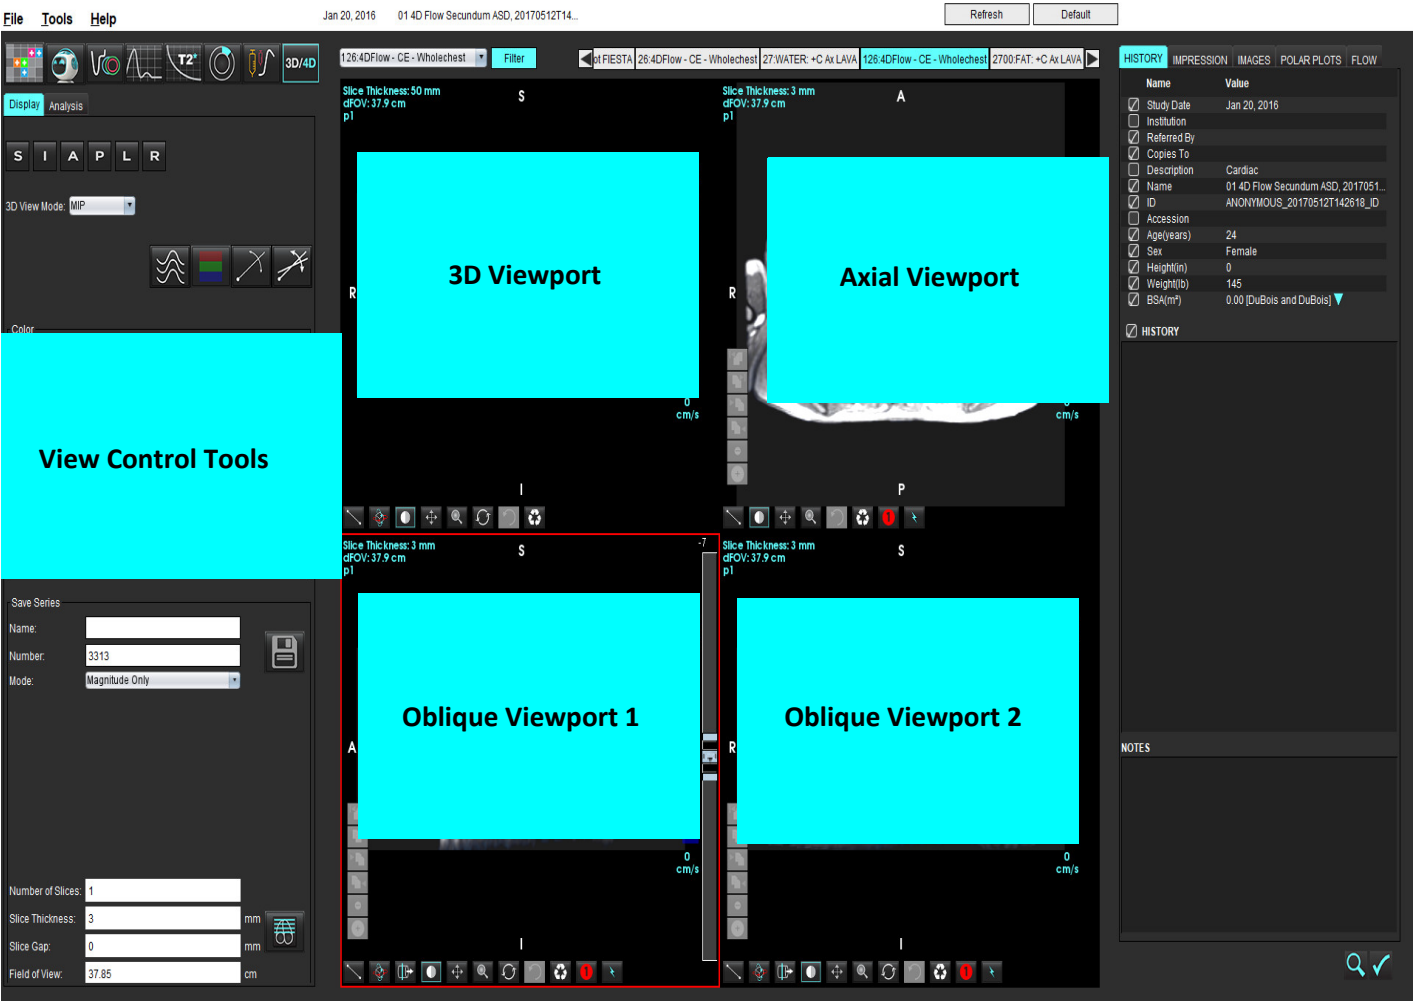 File Tools Help
Jan 20, 2016 01 4D Flow Secundum ASD, 20170512T14...
Refresh Default
T2* 3D/4D
126:4DFlow - CE - Wholechest Filter
ot FIESTA 26:4DFlow - CE - Wholechest 27:WATER: +C Ax LAVA 126:4DFlow - CE - Wholechest 2700:FAT: +C Ax LAVA
HISTORY IMPRESSION IMAGES POLAR PLOTS FLOW
Display Analysis
S I A P L R
3D View Mode: MIP
Color
View Control Tools
Save Series
Name:
Number: 3313
Mode: Magnitude Only
Number of Slices: 1
Slice Thickness: 3 mm
Slice Gap: 0 mm
Field of View: 37.85 cm
Slice Thickness: 50 mm
dFOV: 37.9 cm
p1
S
R
3D Viewport
0
cm/s
I
Slice Thickness: 3 mm
dFOV: 37.9 cm
p1
A
R
Axial Viewport
0
cm/s
P
1
Slice Thickness: 3 mm
dFOV: 37.9 cm
p1
S
-7
A
Oblique Viewport 1
0
cm/s
I
1
Slice Thickness: 3 mm
dFOV: 37.9 cm
p1
S
R
Oblique Viewport 2
0
cm/s
I
1
Name Value
Study Date Jan 20, 2016
Institution
Referred By
Copies To
Description Cardiac
Name 01 4D Flow Secundum ASD, 2017051...
ID ANONYMOUS_20170512T142618_ID
Accession
Age(years) 24
Sex Female
Height(in) 0
Weight(lb) 145
BSA(m²) 0.00 [DuBois and DuBois]
HISTORY
NOTES